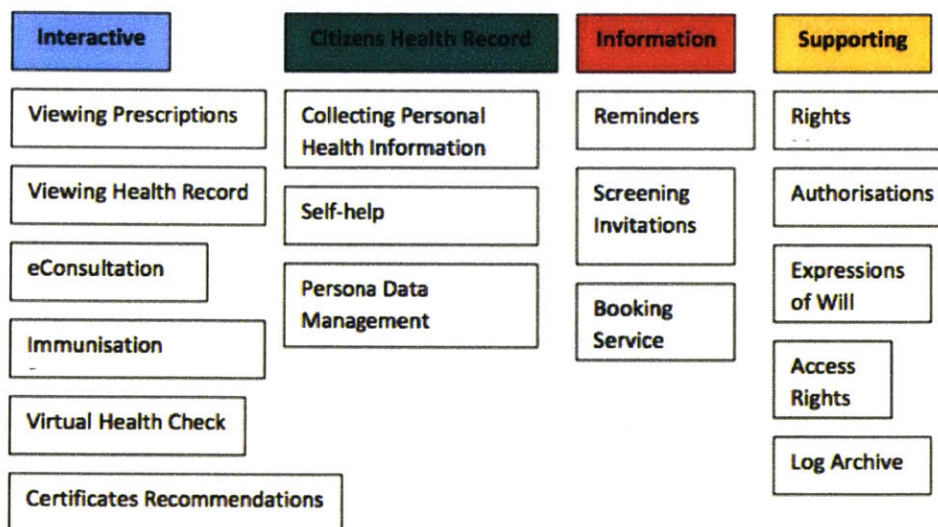 Interactive
Viewing Prescriptions
Viewing Health Record
eConsultation
Immunisation
Virtual Health Check
Certificates Recommendations
Citizens Health Record
Collecting Personal
Health Information
Self-help
Persona Data
Management
Information
Reminders
Screening
Invitations
Booking
Service
Supporting
Rights
Authorisations
Expressions
of Will
Access
Rights
Log Archive